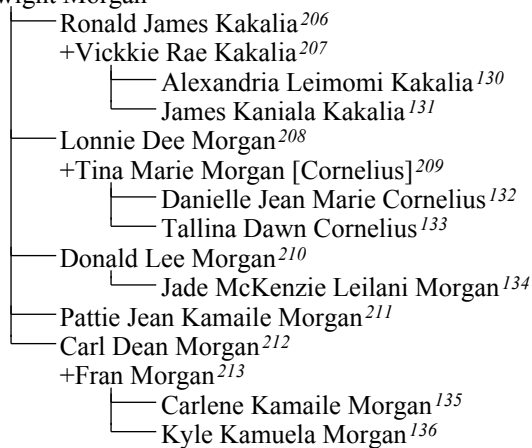 Ronald James Kakalia 206
+Vickkie Rae Kakalia 207
Alexandria Leimomi Kakalia 130
James Kaniala Kakalia 131
Lonnie Dee Morgan 208
+Tina Marie Morgan [Cornelius] 209
Danielle Jean Marie Cornelius 132
Tallina Dawn Cornelius 133
Donald Lee Morgan 210
Jade McKenzie Leilani Morgan 134
Pattie Jean Kamaile Morgan 211
Carl Dean Morgan 212
+Fran Morgan 213
Carlene Kamaile Morgan 135
Kyle Kamuela Morgan 136